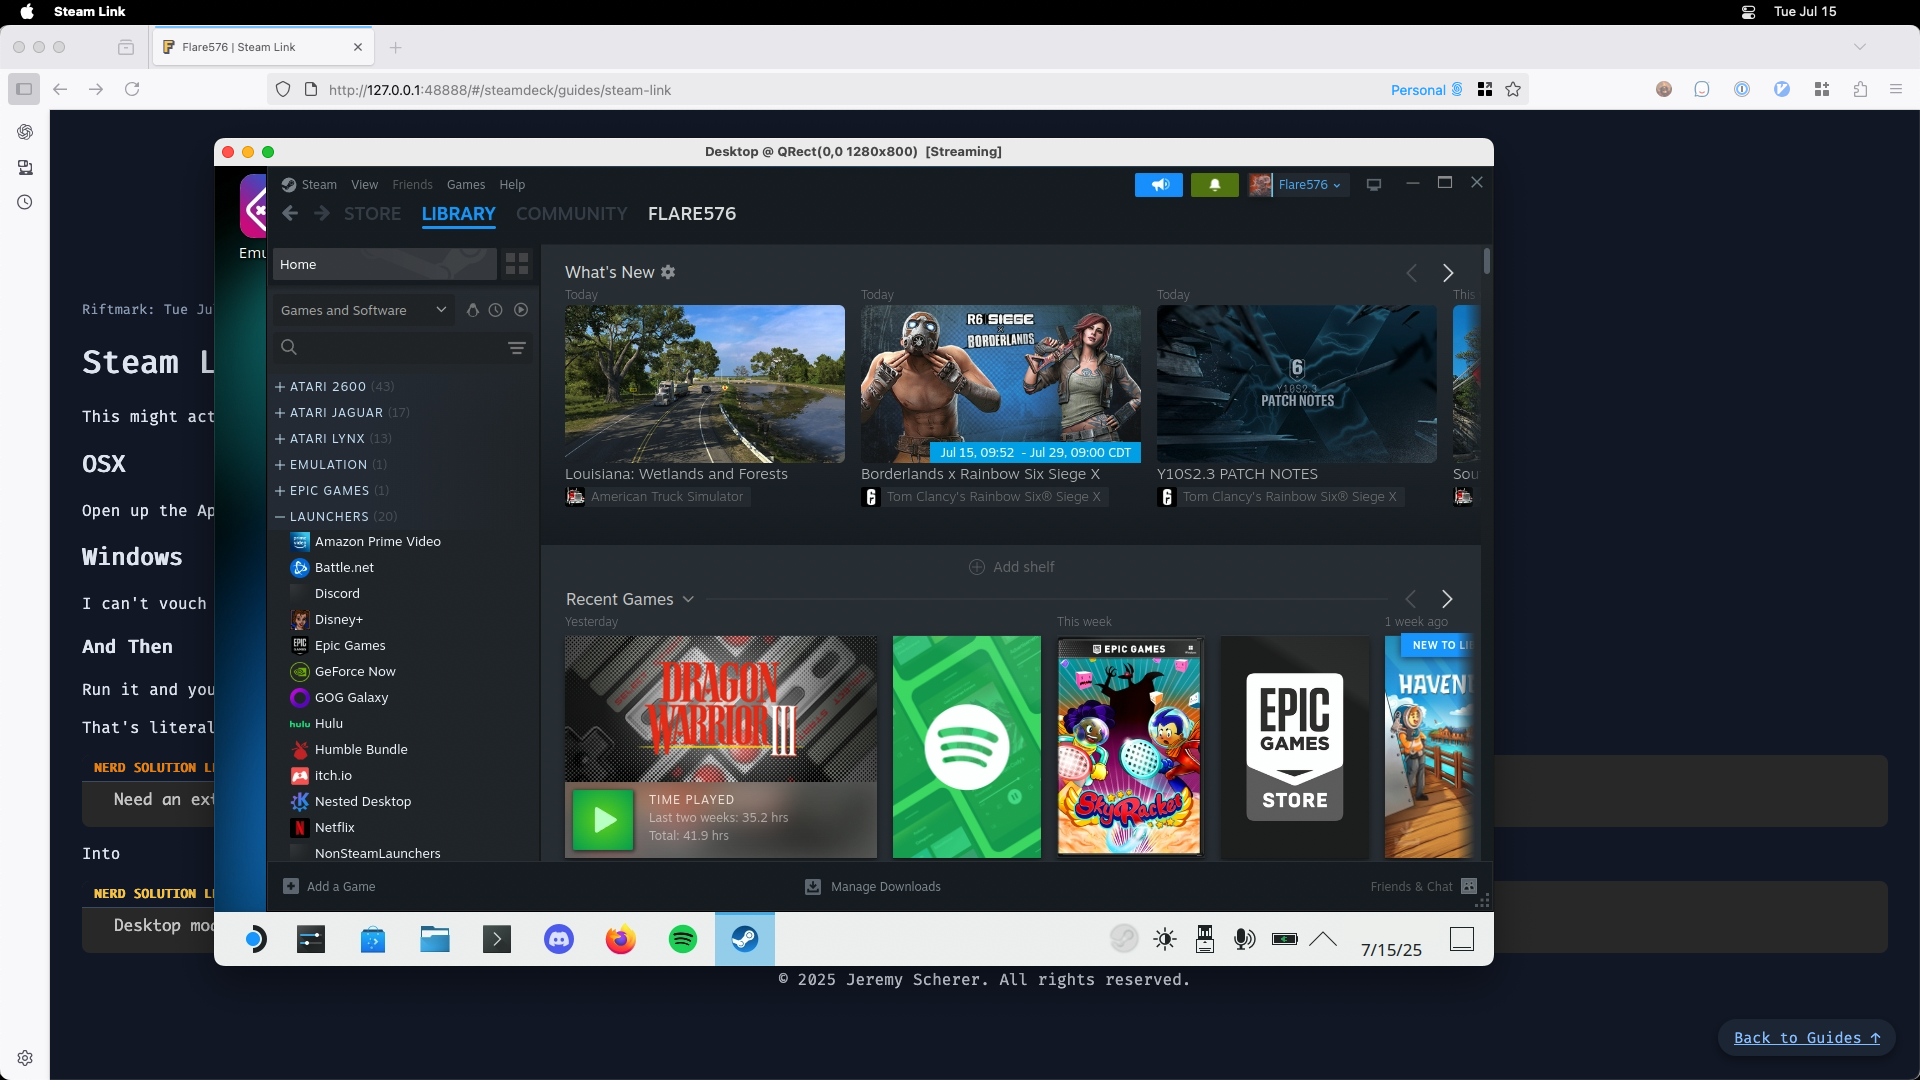 Steam Link
Tue Jul 15
Flare576 | Steam Link
http://127.0.0.1:48888/#/steamdeck/guides/steam-link
Personal
Desktop @ QRect(0,0 1280x800) [Streaming]
Steam View Friends Games Help
Flare576
STORE LIBRARY COMMUNITY FLARE576
Emu
Home
Games and Software
ATARI 2600 (43)
ATARI JAGUAR (17)
ATARI LYNX (13)
EMULATION (1)
EPIC GAMES (1)
LAUNCHERS (20)
Amazon Prime Video
Battle.net
Discord
Disney+
Epic Games
GeForce Now
GOG Galaxy
hulu Hulu
Humble Bundle
itch.io
Nested Desktop
Netflix
NonSteamLaunchers
What's New
Today
Today
Today
This
R6 SIEGE
X
BORDERLANDS
Jul 15, 09:52 - Jul 29, 09:00 CDT
6
Y10S2.3
PATCH NOTES
Louisiana: Wetlands and Forests
American Truck Simulator
Borderlands x Rainbow Six Siege X
Tom Clancy's Rainbow Six® Siege X
Y10S2.3 PATCH NOTES
Tom Clancy's Rainbow Six® Siege X
Sou
Add shelf
Recent Games
Yesterday
This week
1 week ago
DRAGON
WARRIOR III
TIME PLAYED
Last two weeks: 35.2 hrs
Total: 41.9 hrs
EPIC GAMES
SkyRacket
EPIC
GAMES
STORE
NEW TO LI
HAVEN
Add a Game
Manage Downloads
Friends & Chat
7/15/25
Riftmark: Tue Ju
Steam L
This might act
OSX
Open up the Ap
Windows
I can't vouch
And Then
Run it and you
That's literal
NERD SOLUTION L
Need an ext
Into
NERD SOLUTION L
Desktop mo
© 2025 Jeremy Scherer. All rights reserved.
Back to Guides ↑